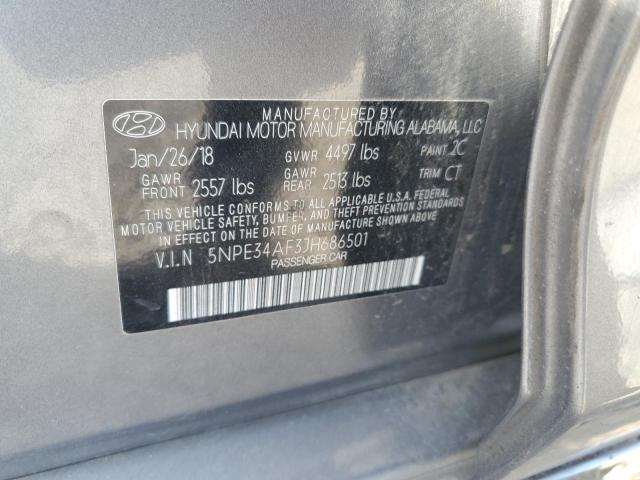 MANUFACTURED BY
HYUNDAI MOTOR MANUFACTURING ALABAMA, LLC
Jan/26/18 GVWR 4497 lbs PAINT 2C
GAWR FRONT 2557 lbs GAWR REAR 2513 lbs TRIM CT
THIS VEHICLE CONFORMS TO ALL APPLICABLE U.S.A. FEDERAL
MOTOR VEHICLE SAFETY, BUMPER, AND THEFT PREVENTION STANDARDS
IN EFFECT ON THE DATE OF MANUFACTURE SHOWN ABOVE.
V.I.N 5NPE34AF3JH686501
PASSENGER CAR